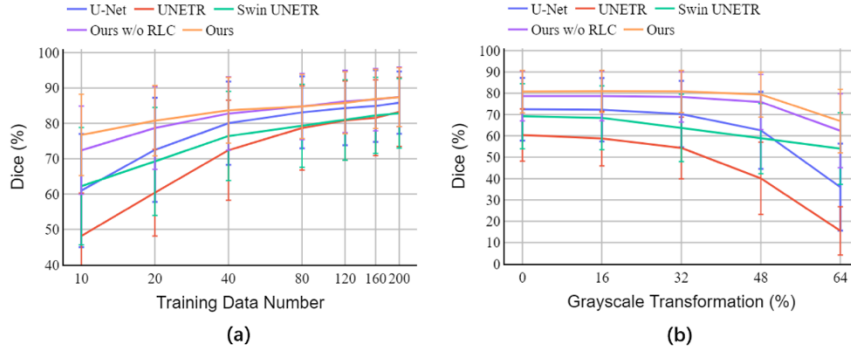 U-Net UNETR Swin UNETR
Ours w/o RLC Ours
100
90
80
70
60
50
40
Dice (%)
10 20 40 80 120 160 200
Training Data Number
(a)
U-Net UNETR Swin UNETR
Ours w/o RLC Ours
100
90
80
70
60
50
40
30
20
10
0
Dice (%)
0 16 32 48 64
Grayscale Transformation (%)
(b)